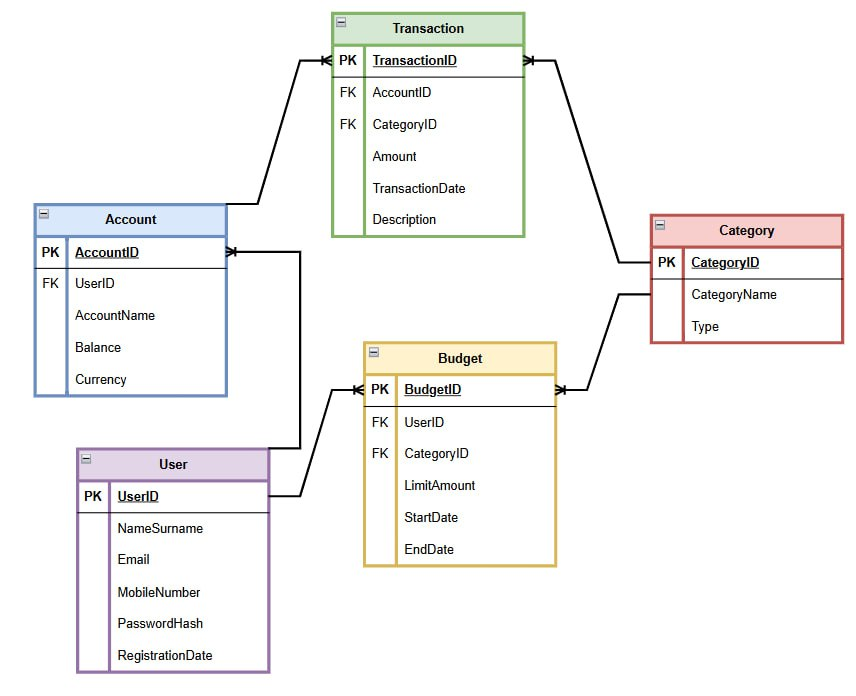 Transaction
PK TransactionID
FK AccountID
FK CategoryID
Amount
TransactionDate
Description
Account
PK AccountID
FK UserID
AccountName
Balance
Currency
Category
PK CategoryID
CategoryName
Type
Budget
PK BudgetID
FK UserID
FK CategoryID
LimitAmount
StartDate
EndDate
User
PK UserID
NameSurname
Email
MobileNumber
PasswordHash
RegistrationDate